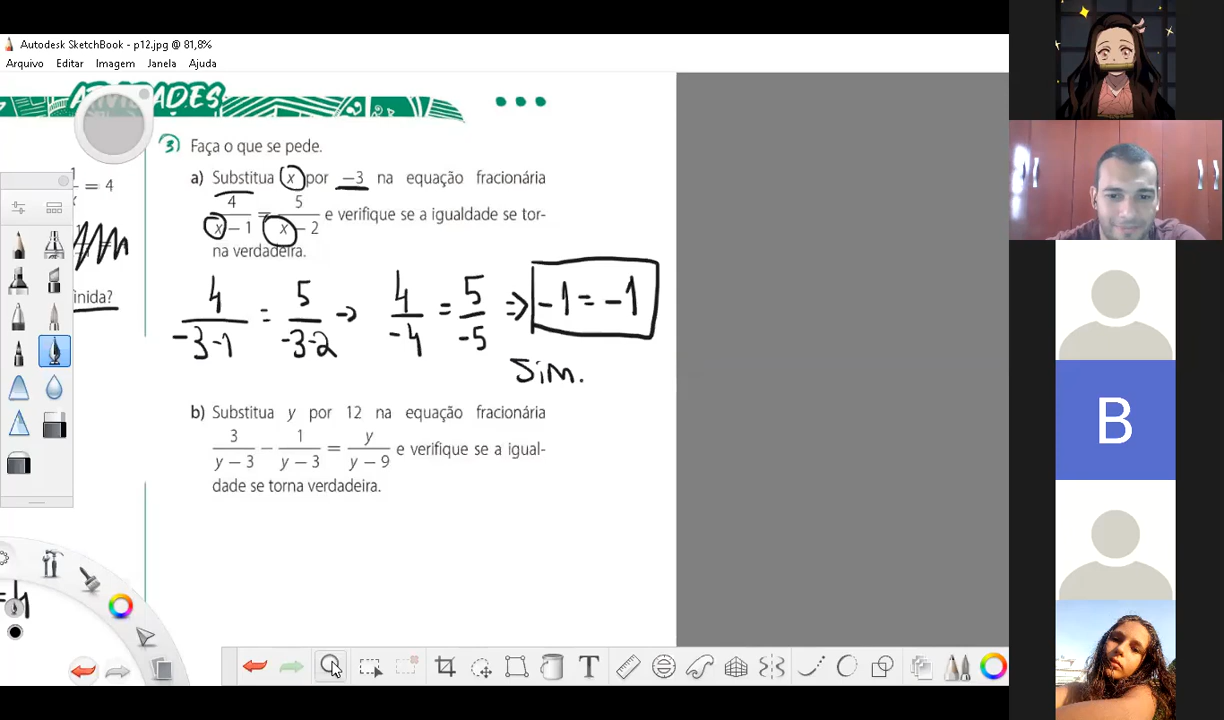 Autodesk SketchBook - p12.jpg @ 81,8%
Arquivo Editar Imagem Janela Ajuda
ATIVIDADES
3 Faça o que se pede.
a) Substitua x por −3 na equação fracionária
4/(x − 1) = 5/(x − 2) e verifique se a igualdade se tor-
na verdadeira.
4/(-3-1) = 5/(-3-2) → 4/-4 = 5/-5 ⇒ -1 = -1
Sim.
b) Substitua y por 12 na equação fracionária
3/(y − 3) − 1/(y − 3) = y/(y − 9) e verifique se a igual-
dade se torna verdadeira.
= 4
inida?
T
B